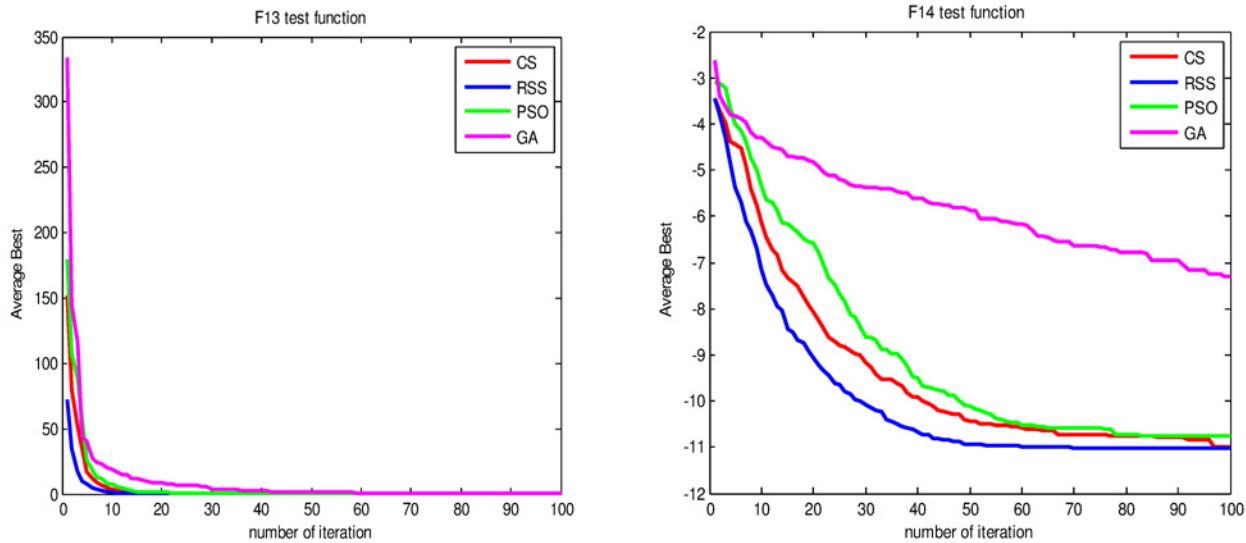 F13 test function
350
300
250
200
150
100
50
0
Average Best
CS
RSS
PSO
GA
0 10 20 30 40 50 60 70 80 90 100
number of iteration
F14 test function
-2
-3
-4
-5
-6
-7
-8
-9
-10
-11
-12
Average Best
CS
RSS
PSO
GA
0 10 20 30 40 50 60 70 80 90 100
number of iteration